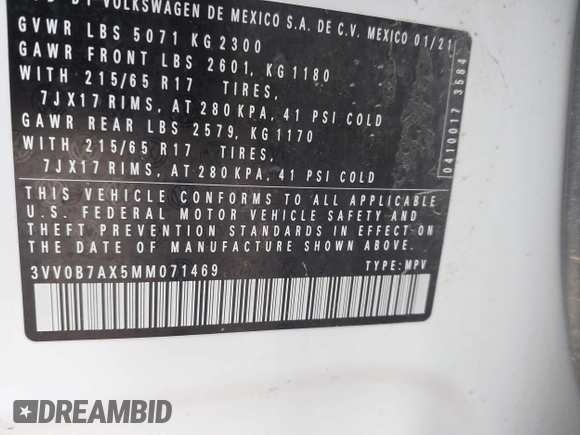 BY VOLKSWAGEN DE MEXICO S.A. DE C.V. MEXICO 01/21
GVWR LBS 5071 KG 2300
GAWR FRONT LBS 2601, KG 1180
WITH 215/65 R17 TIRES,
7JX17 RIMS, AT 280 KPA, 41 PSI COLD
GAWR REAR LBS 2579, KG 1170
WITH 215/65 R17 TIRES,
7JX17 RIMS, AT 280 KPA, 41 PSI COLD
THIS VEHICLE CONFORMS TO ALL APPLICABLE
U.S. FEDERAL MOTOR VEHICLE SAFETY AND
THEFT PREVENTION STANDARDS IN EFFECT ON
THE DATE OF MANUFACTURE SHOWN ABOVE.
3VV0B7AX5MM071469 TYPE: MPV
0410017 3584
DREAMBID